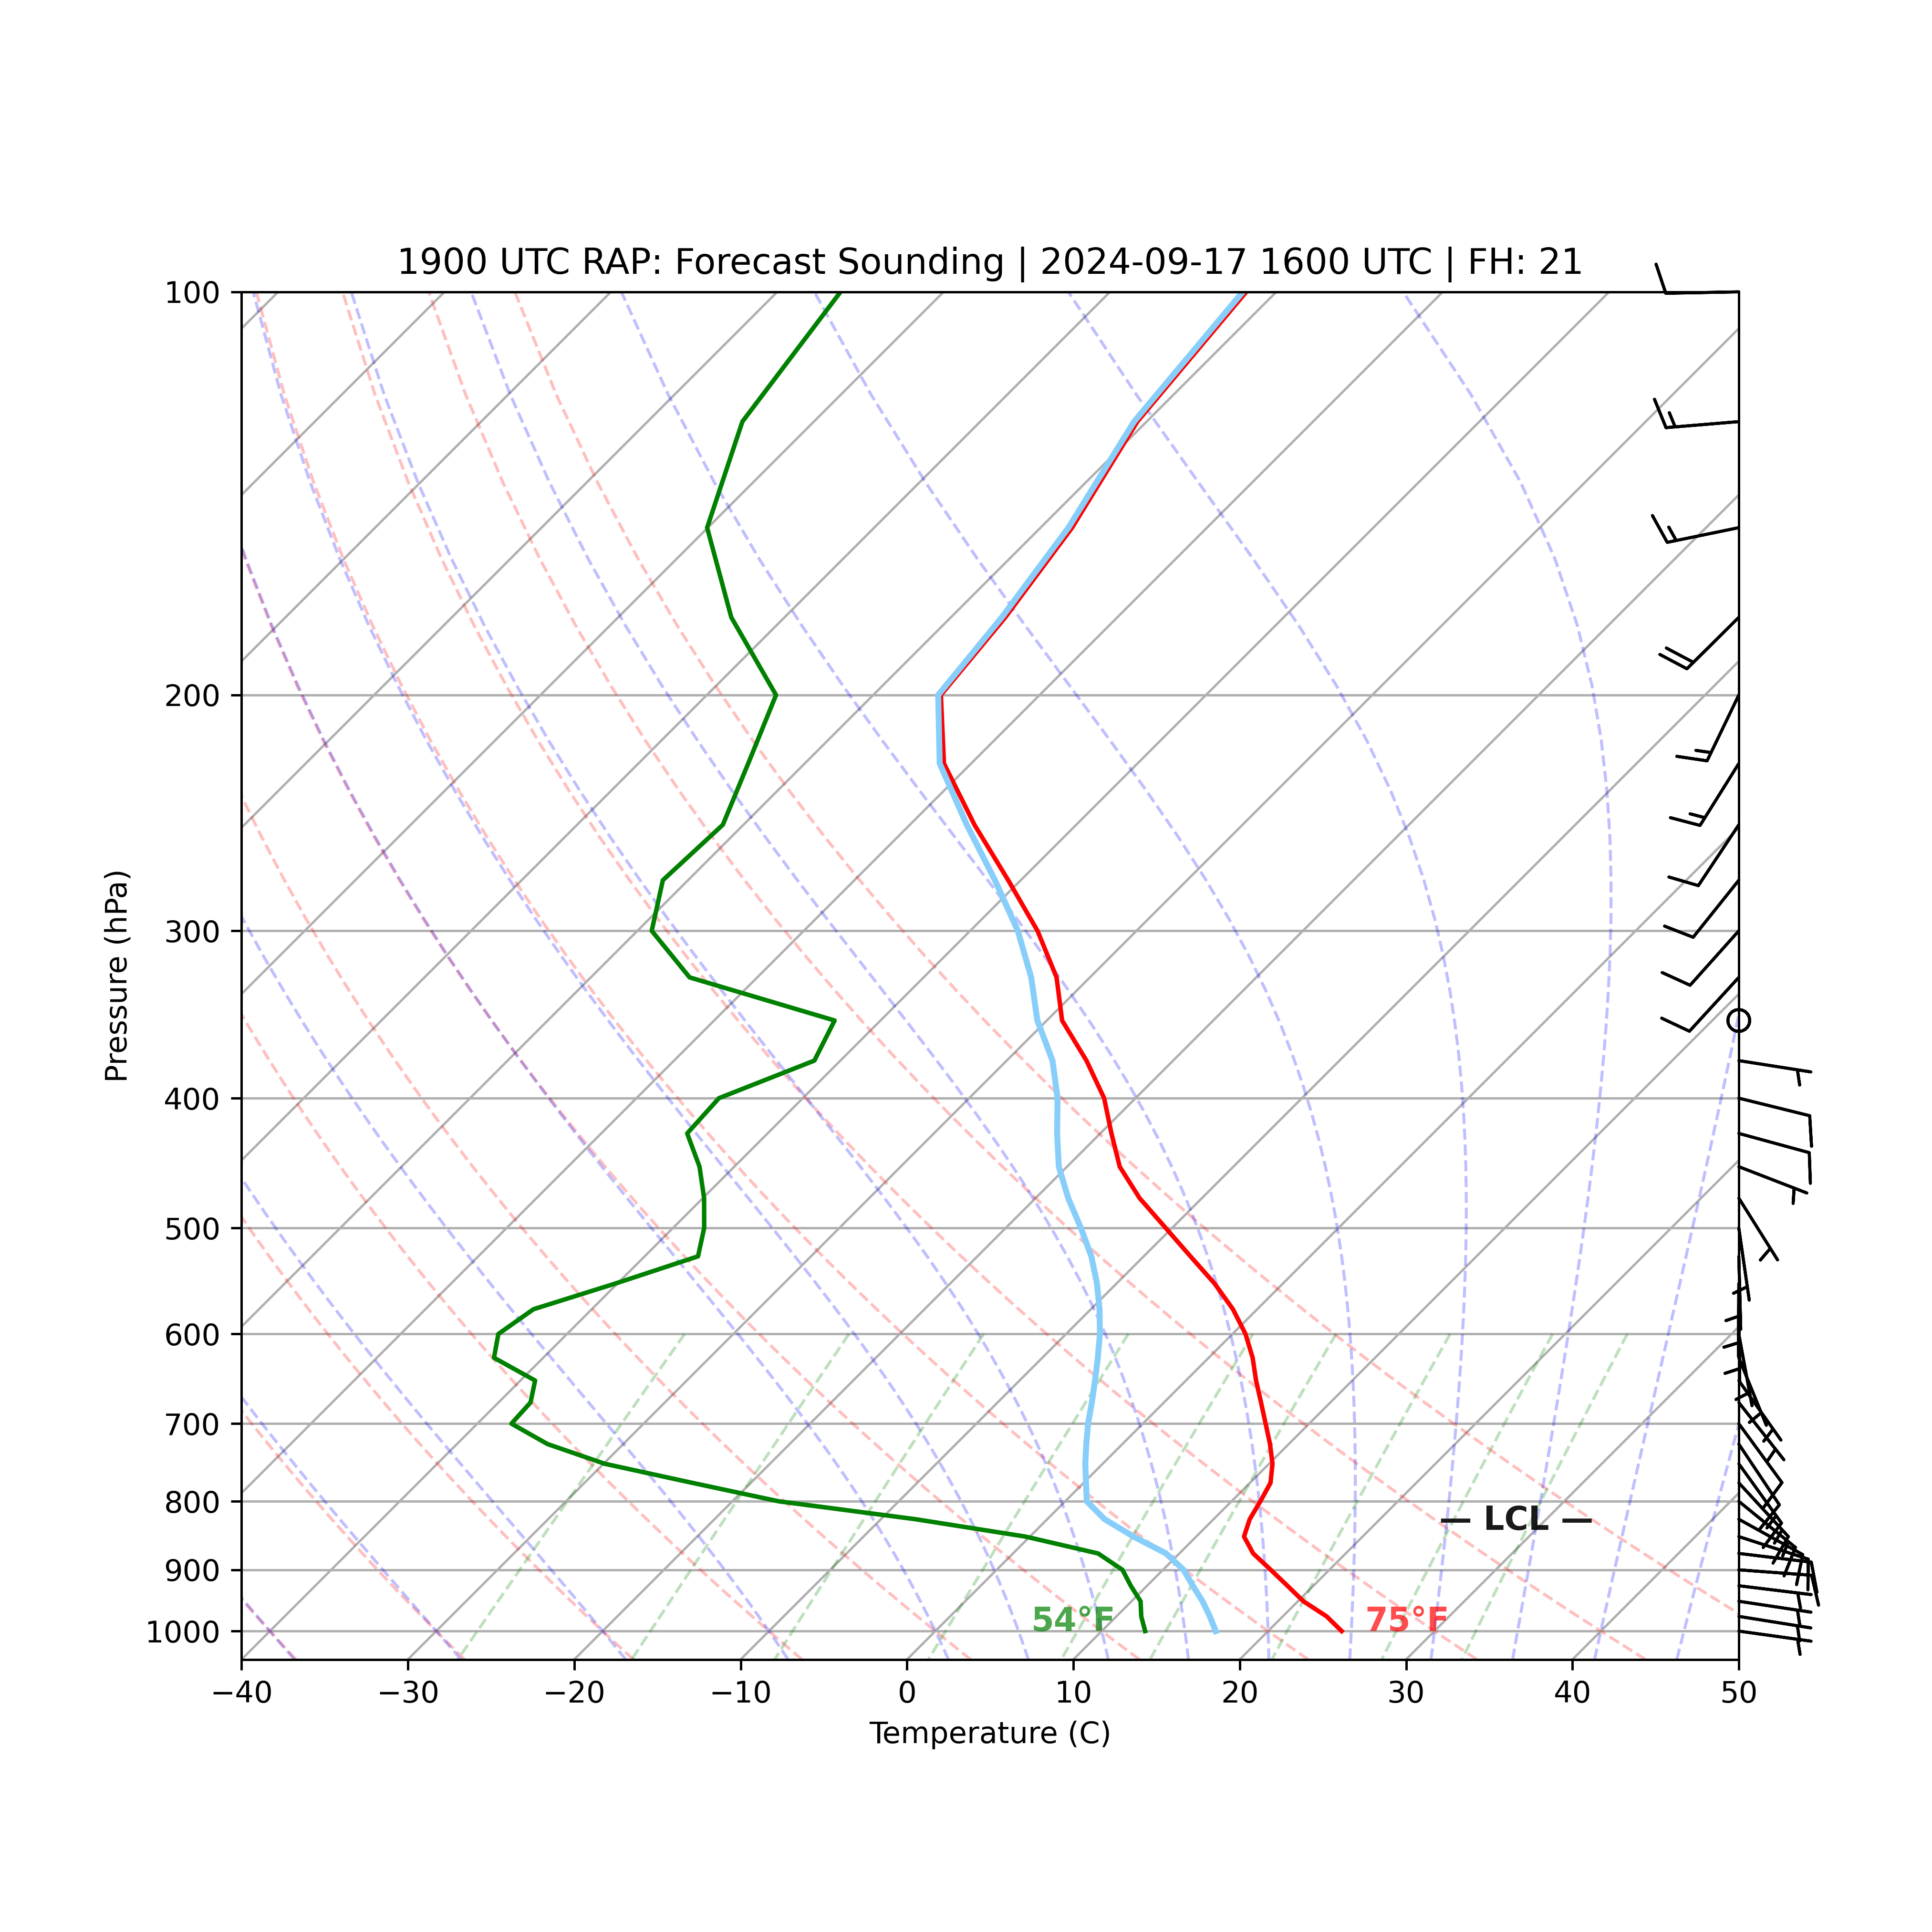 1900 UTC RAP: Forecast Sounding | 2024-09-17 1600 UTC | FH: 21
100
200
300
400
500
600
700
800
900
1000
Pressure (hPa)
— LCL —
54°F
75°F
−40 −30 −20 −10 0 10 20 30 40 50
Temperature (C)